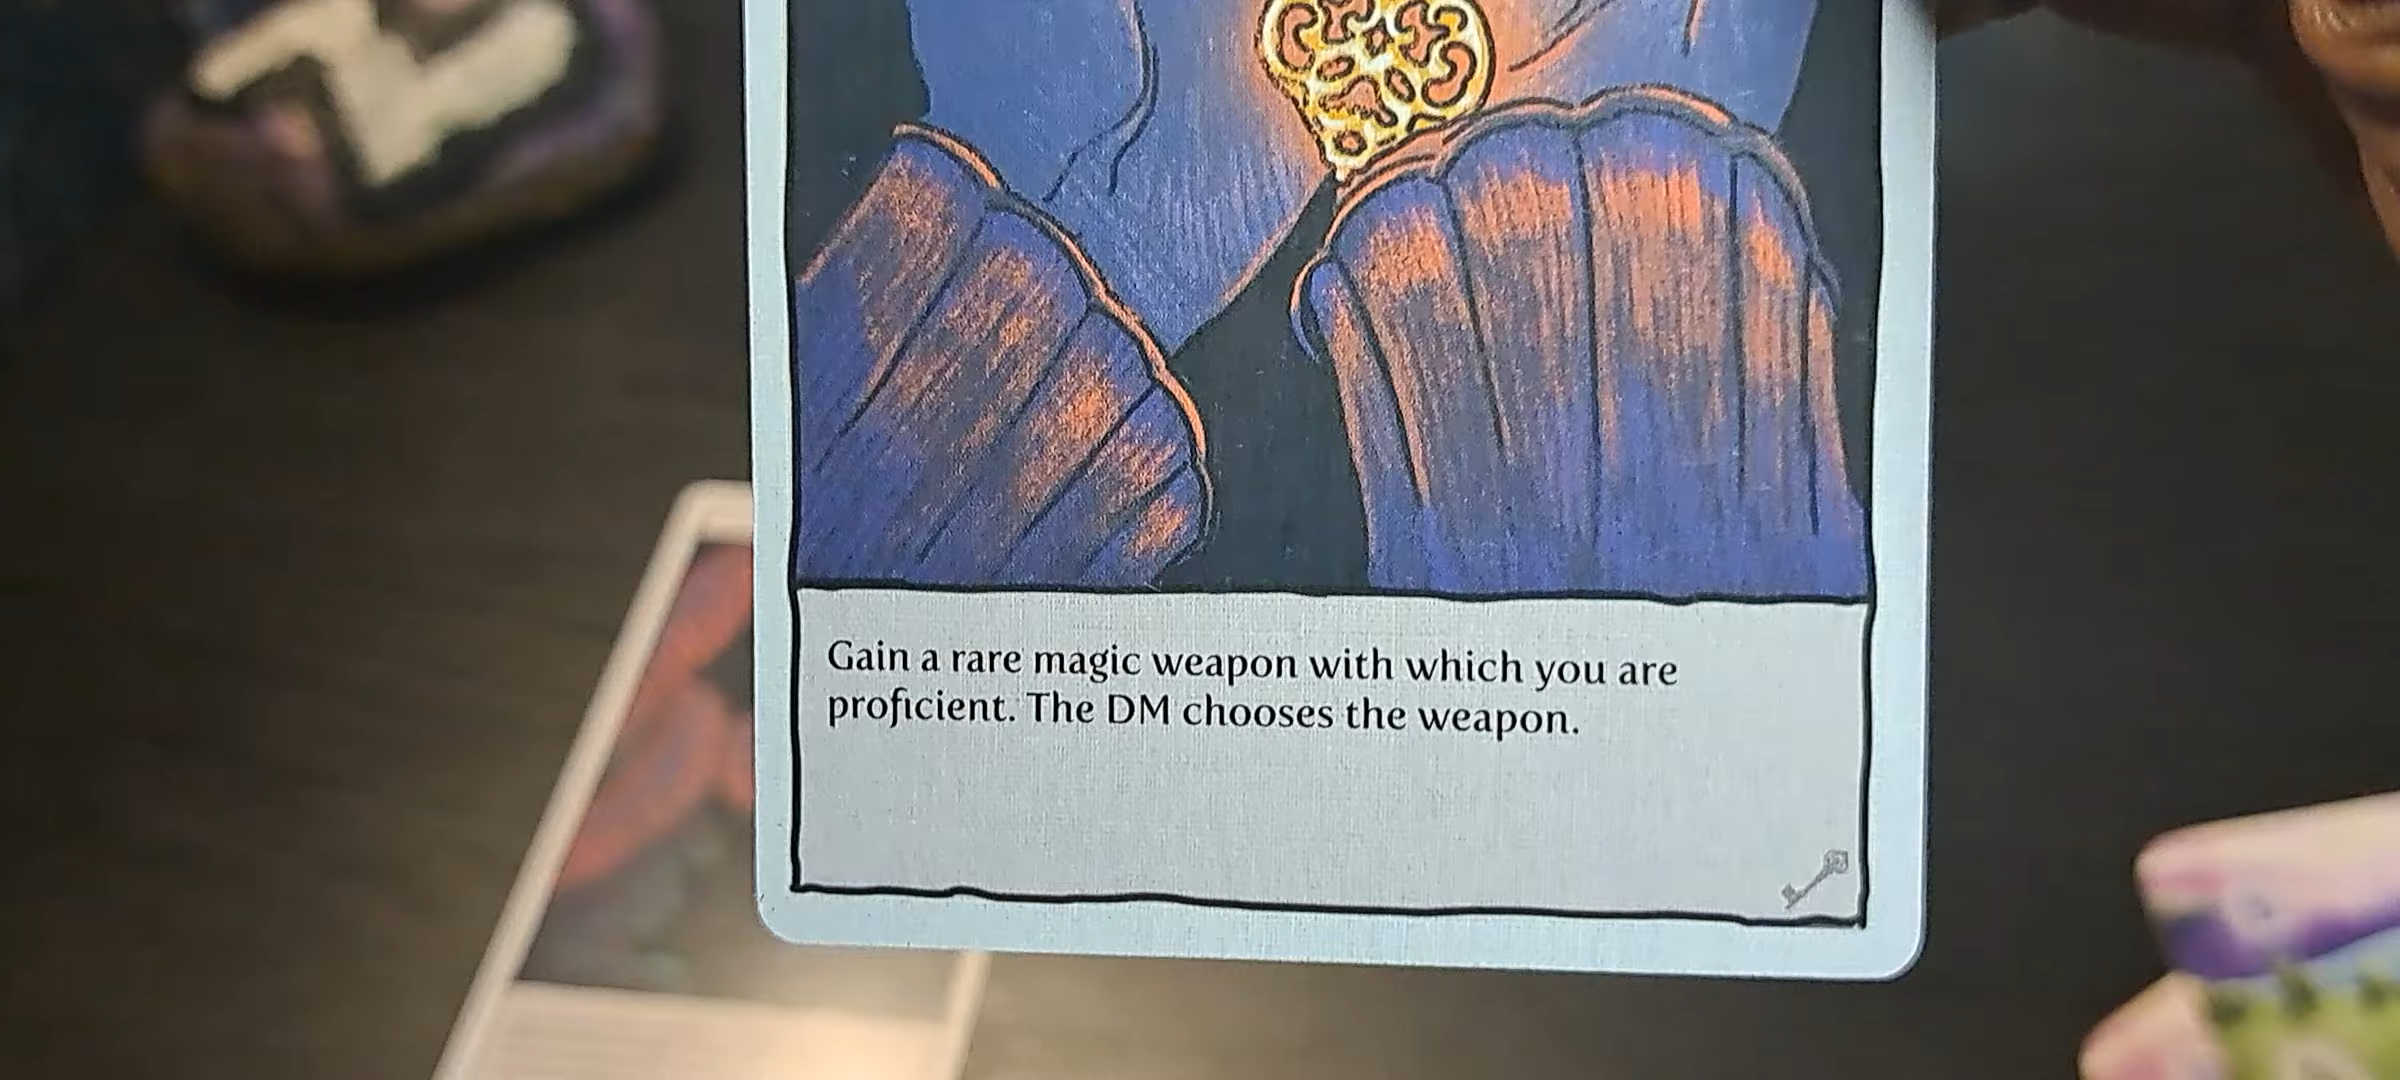 Gain a rare magic weapon with which you are
proficient. The DM chooses the weapon.